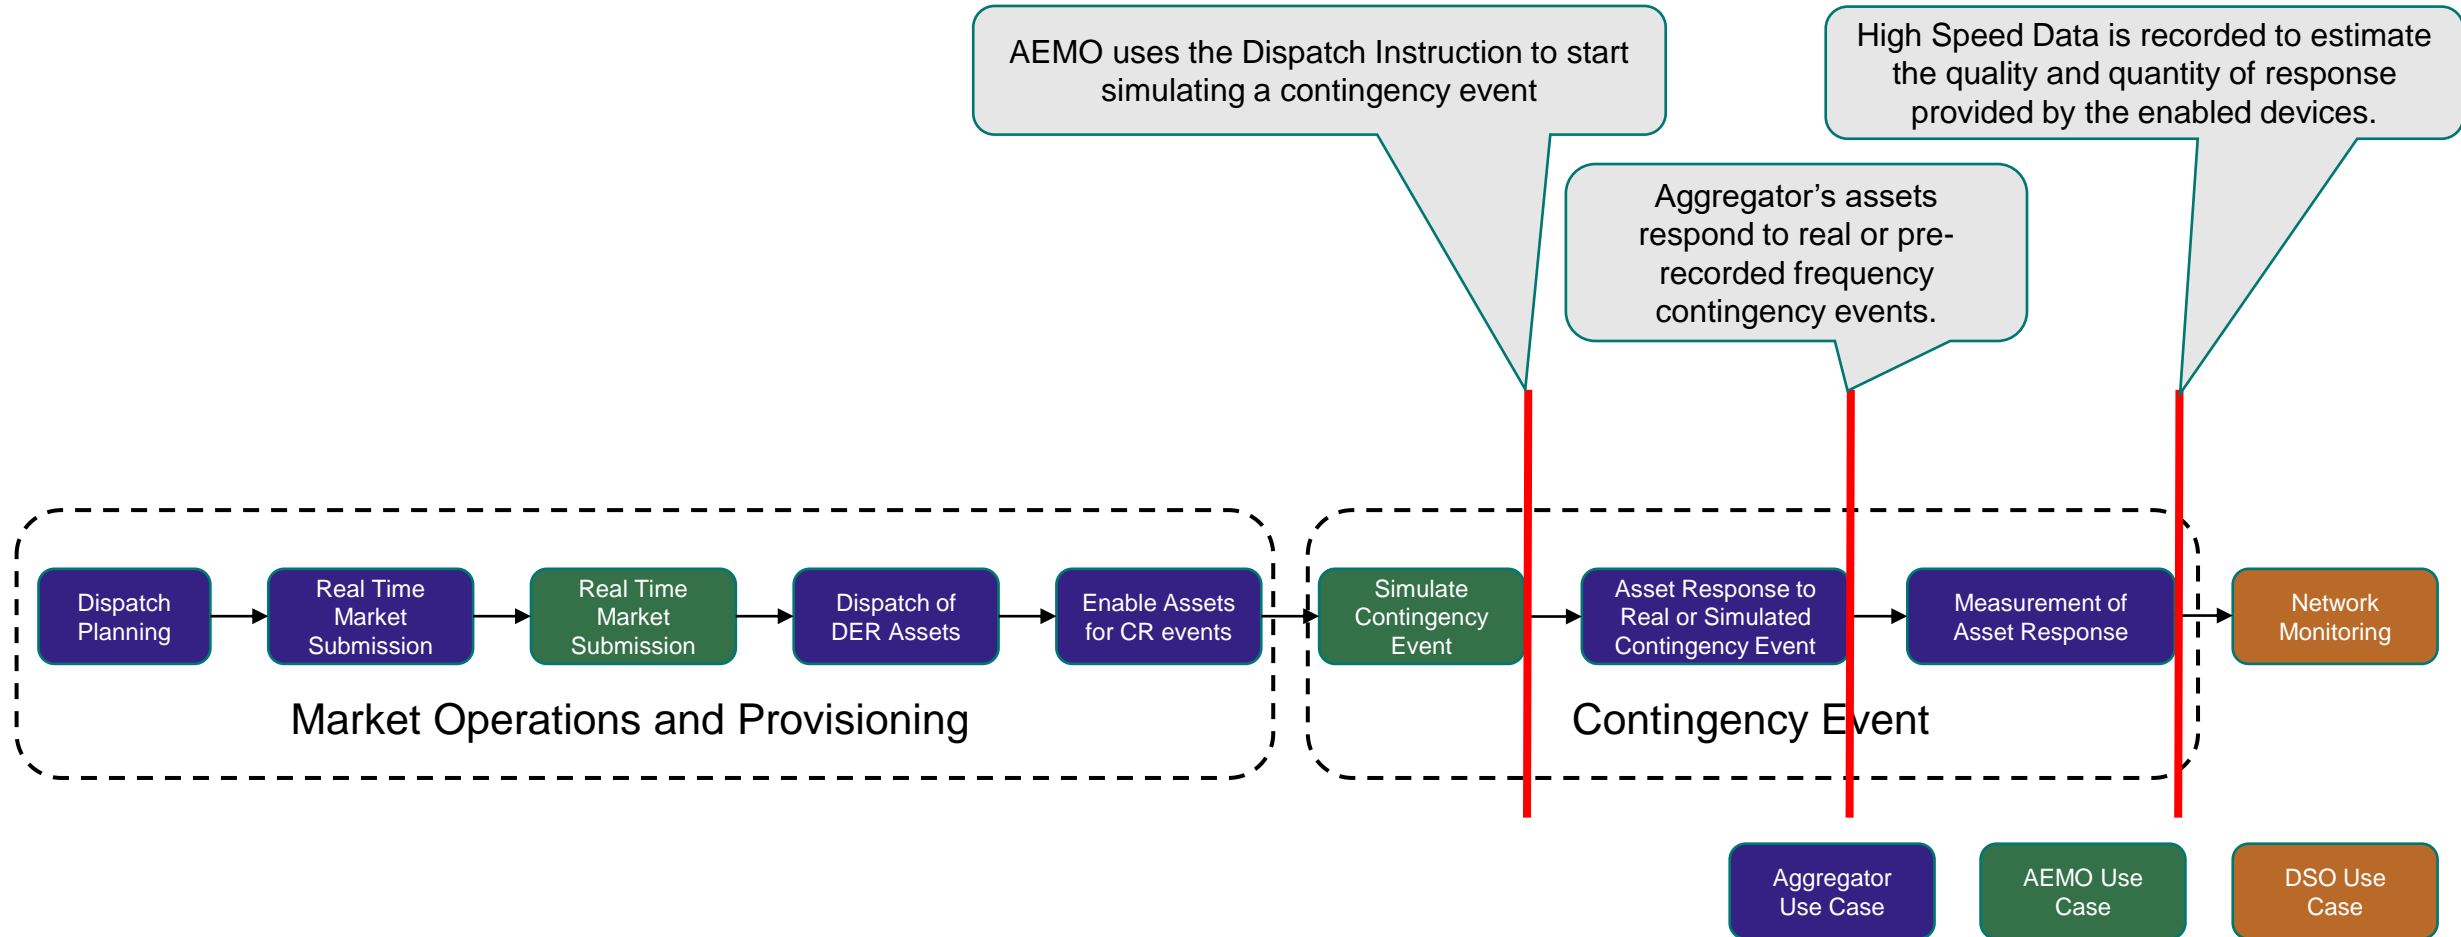 AEMO uses the Dispatch Instruction to start
simulating a contingency event
High Speed Data is recorded to estimate
the quality and quantity of response
provided by the enabled devices.
Aggregator’s assets
respond to real or pre-
recorded frequency
contingency events.
Dispatch
Planning
Real Time
Market
Submission
Real Time
Market
Submission
Dispatch of
DER Assets
Enable Assets
for CR events
Simulate
Contingency
Event
Asset Response to
Real or Simulated
Contingency Event
Measurement of
Asset Response
Network
Monitoring
Market Operations and Provisioning
Contingency Event
Aggregator
Use Case
AEMO Use
Case
DSO Use
Case